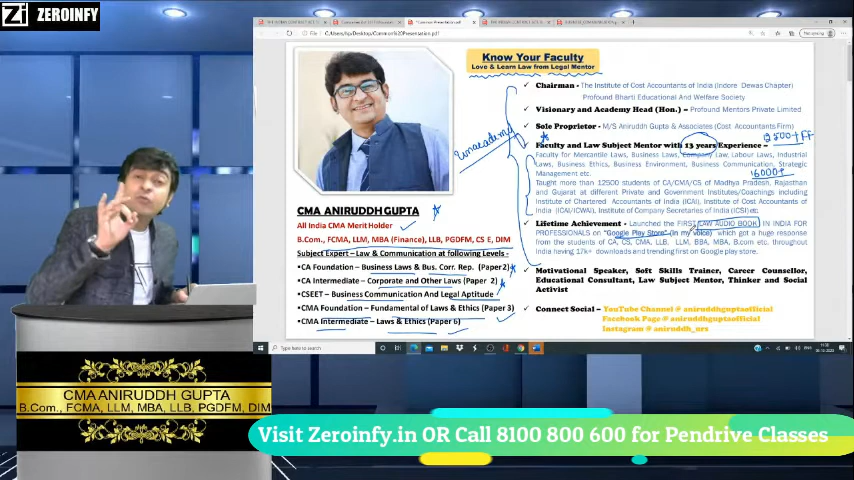 Zi ZEROINFY
C:/Users/hp/Desktop/Common%20Presentation.pdf
Know Your Faculty
Love & Learn Law from Legal Mentor
Chairman - The Institute of Cost Accountants of India (Indore Dewas Chapter)
Profound Bharti Educational And Welfare Society
Visionary and Academy Head (Hon.) – Profound Mentors Private Limited
Sole Proprietor - M/S Aniruddh Gupta & Associates (Cost Accountants Firm)
Faculty and Law Subject Mentor with 13 years Experience –
Faculty for Mercantile Laws, Business Laws, Company Law, Labour Laws, Industrial
Laws, Business Ethics, Business Environment, Business Communication, Strategic
Management etc.
16000+
Taught more than 12500 students of CA/CMA/CS of Madhya Pradesh, Rajasthan
and Gujarat at different Private and Government Institutes/Coachings including
Institute of Chartered Accountants of India (ICAI), Institute of Cost Accountants of
India (ICAI/ICWAI), Institute of Company Secretaries of India (ICSI) etc.
Lifetime Achievement - Launched the FIRST LAW AUDIO BOOK IN INDIA FOR
PROFESSIONALS on "Google Play Store" (In my voice) which got a huge response
from the students of CA, CS, CMA, LLB, LLM, BBA, MBA, B.com etc. throughout
India having 17k+ downloads and trending first on Google play store.
Motivational Speaker, Soft Skills Trainer, Career Counsellor,
Educational Consultant, Law Subject Mentor, Thinker and Social
Activist
Connect Social - YouTube Channel @ aniruddhguptaofficial
Facebook Page @ aniruddhguptaofficial
Instagram @ aniruddh_ors
Unacademy
CMA ANIRUDDH GUPTA
All India CMA Merit Holder
B.Com., FCMA, LLM, MBA (Finance), LLB, PGDFM, CS E, DIM
Subject Expert – Law & Communication at following Levels -
•CA Foundation – Business Laws & Bus. Corr. Rep. (Paper2)
•CA Intermediate – Corporate and Other Laws (Paper 2)
•CSEET – Business Communication And Legal Aptitude
•CMA Foundation – Fundamental of Laws & Ethics (Paper 3)
•CMA Intermediate – Laws & Ethics (Paper 6)
Type here to search
CMA ANIRUDDH GUPTA
B.Com., FCMA, LLM, MBA, LLB, PGDFM, DIM
Visit Zeroinfy.in OR Call 8100 800 600 for Pendrive Classes